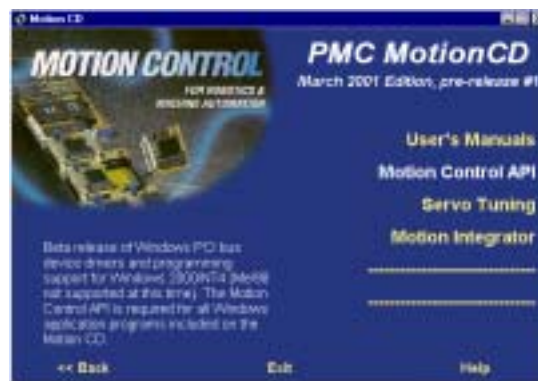 Motion CD
MOTION CONTROL
FOR ROBOTICS &
MACHINE AUTOMATION
PMC MotionCD
March 2001 Edition, pre-release #1
User's Manuals
Motion Control API
Servo Tuning
Motion Integrator
Beta release of Windows PCI bus
device drivers and programming
support for Windows 2000/NT4 (Me/98
not supported at this time). The Motion
Control API is required for all Windows
application programs included on the
Motion CD.
<< Back
Exit
Help